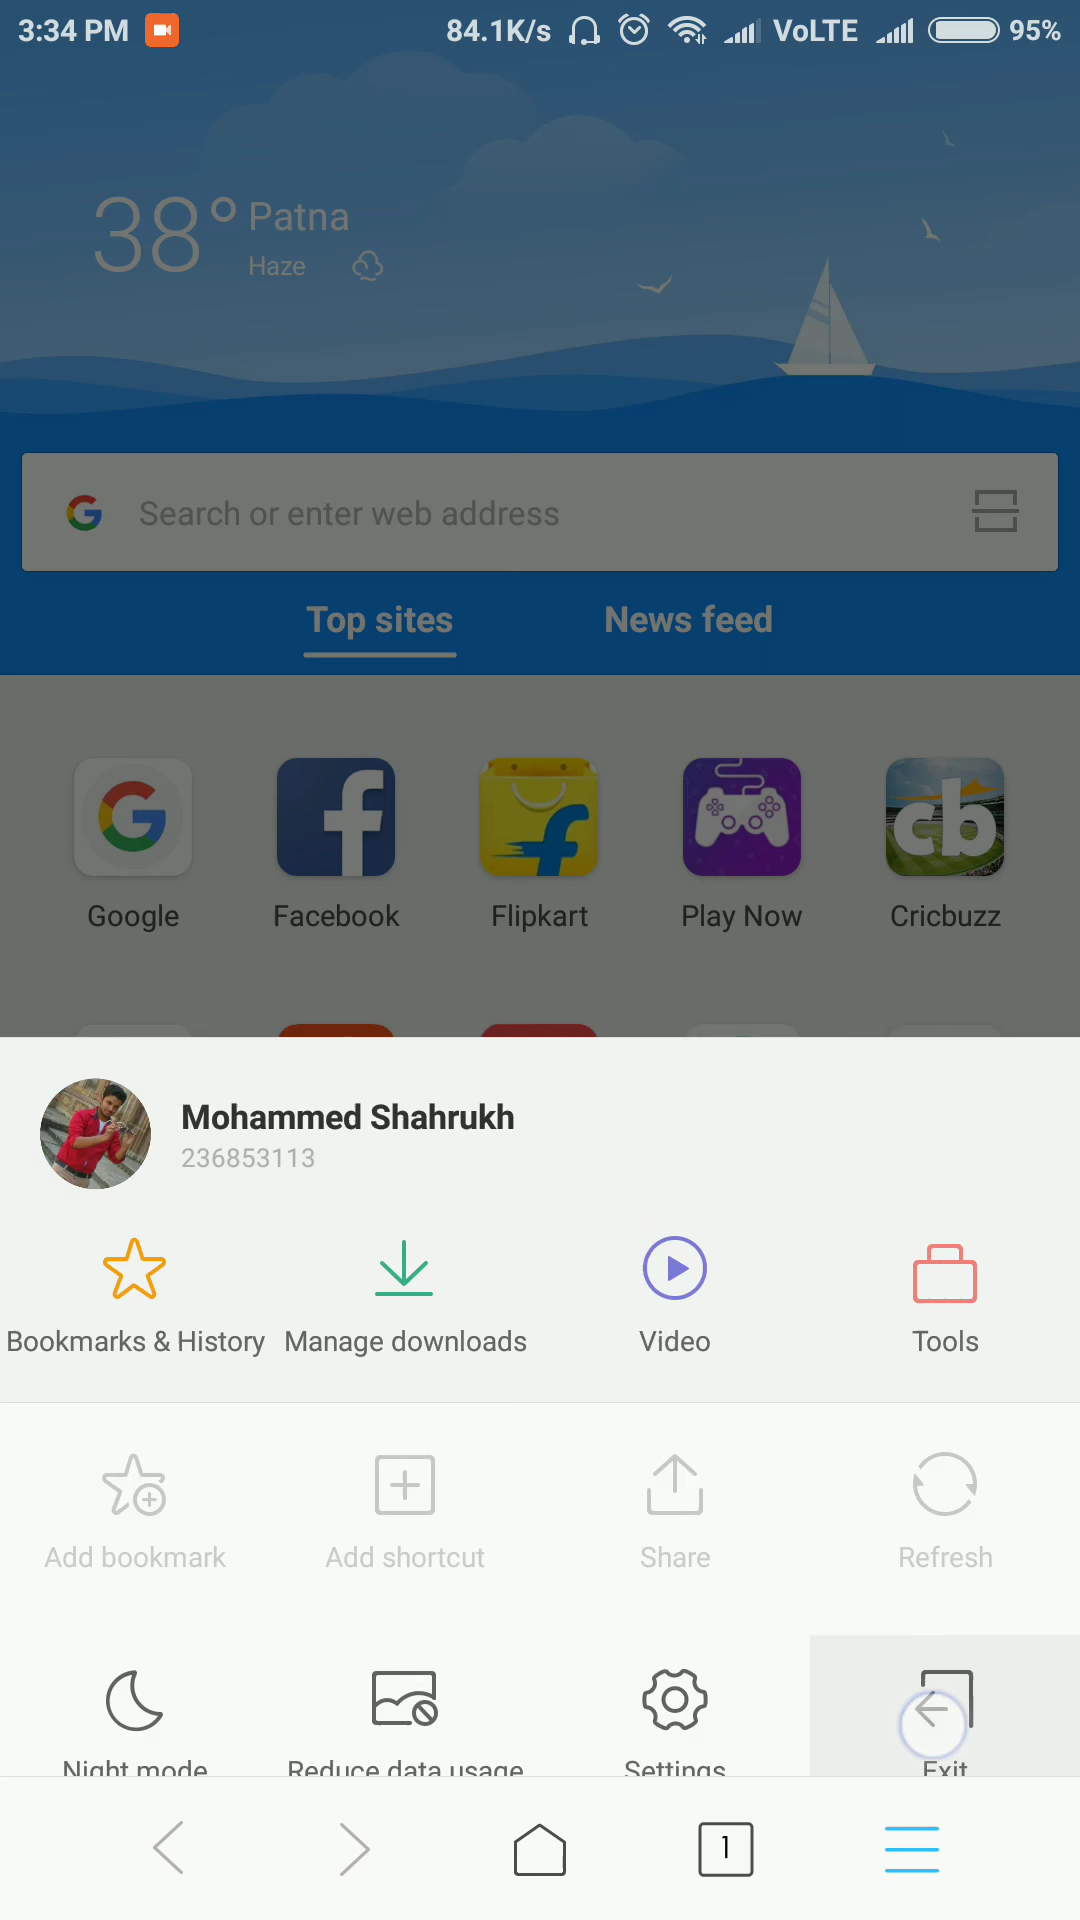 3:34 PM 84.1K/s VoLTE 95%
38° Patna
Haze
Search or enter web address
Top sites News feed
Google Facebook Flipkart Play Now Cricbuzz
Mohammed Shahrukh
236853113
Bookmarks & History Manage downloads Video Tools
Add bookmark Add shortcut Share Refresh
Night mode Reduce data usage Settings Exit
1